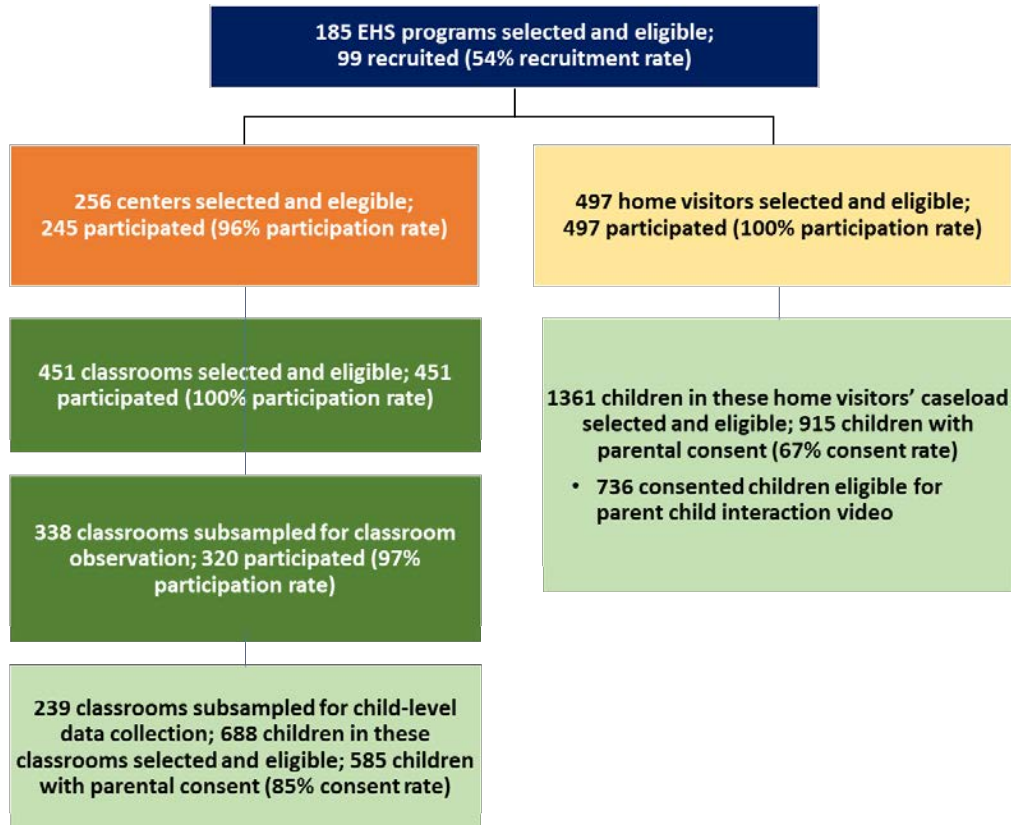 185 EHS programs selected and eligible;
99 recruited (54% recruitment rate)
256 centers selected and elegible;
245 participated (96% participation rate)
497 home visitors selected and eligible;
497 participated (100% participation rate)
451 classrooms selected and eligible; 451
participated (100% participation rate)
1361 children in these home visitors’ caseload
selected and eligible; 915 children with
parental consent (67% consent rate)
• 736 consented children eligible for
parent child interaction video
338 classrooms subsampled for classroom
observation; 320 participated (97%
participation rate)
239 classrooms subsampled for child-level
data collection; 688 children in these
classrooms selected and eligible; 585 children
with parental consent (85% consent rate)